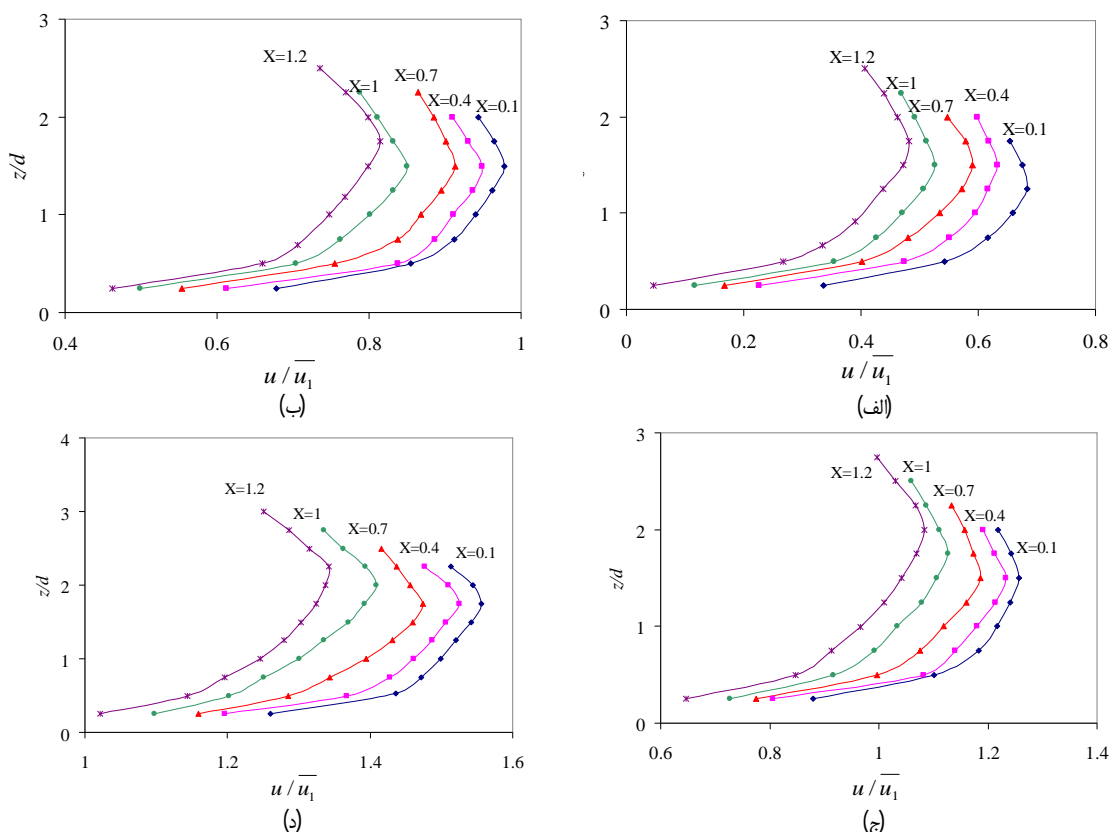 3
2
1
0
z/d
X=1.2
X=1
X=0.7
X=0.4
X=0.1
0.4 0.6 0.8 1
u / u̅₁
(ب)
3
2
1
0
X=1.2
X=1
X=0.7
X=0.4
X=0.1
0 0.2 0.4 0.6 0.8
u / u̅₁
(الف)
4
3
2
1
0
z/d
X=1.2
X=1
X=0.7
X=0.4
X=0.1
1 1.2 1.4 1.6
u / u̅₁
(د)
3
2
1
0
z/d
X=1.2
X=1
X=0.7
X=0.4
X=0.1
0.6 0.8 1 1.2 1.4
u / u̅₁
(ج)